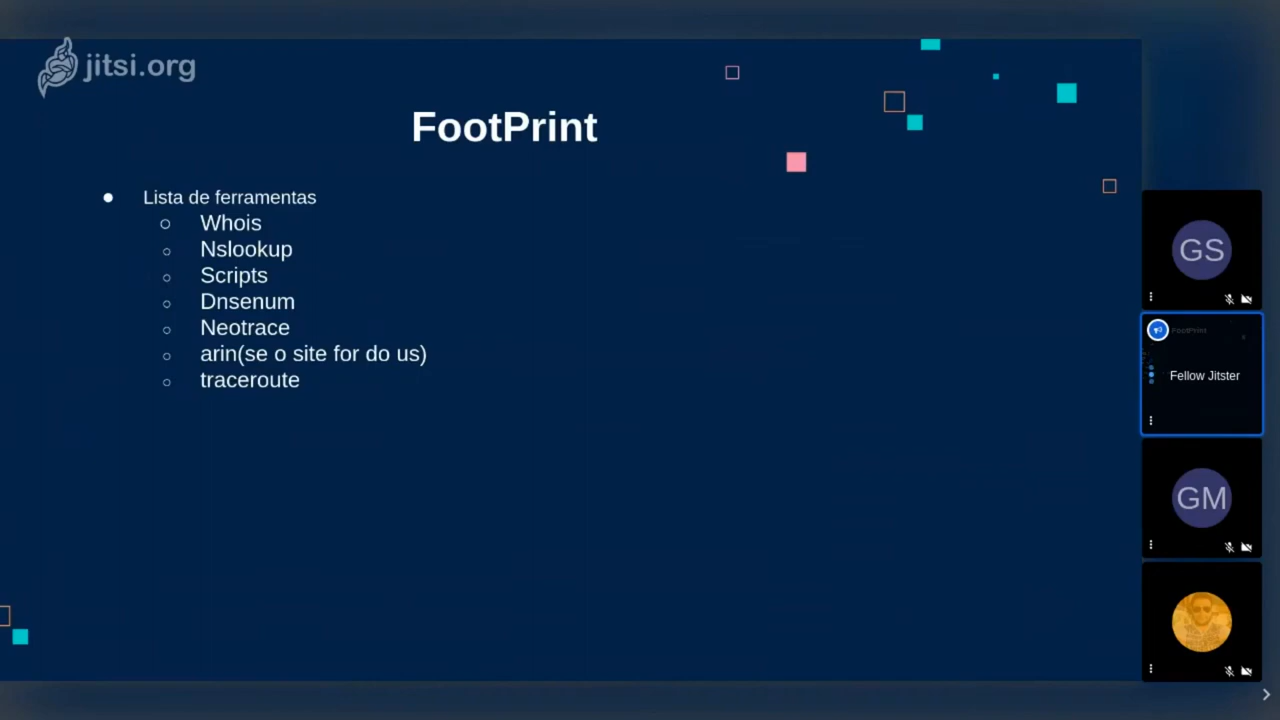 jitsi.org
FootPrint
Lista de ferramentas
Whois
Nslookup
Scripts
Dnsenum
Neotrace
arin(se o site for do us)
traceroute
GS
FootPrint
Fellow Jitster
GM